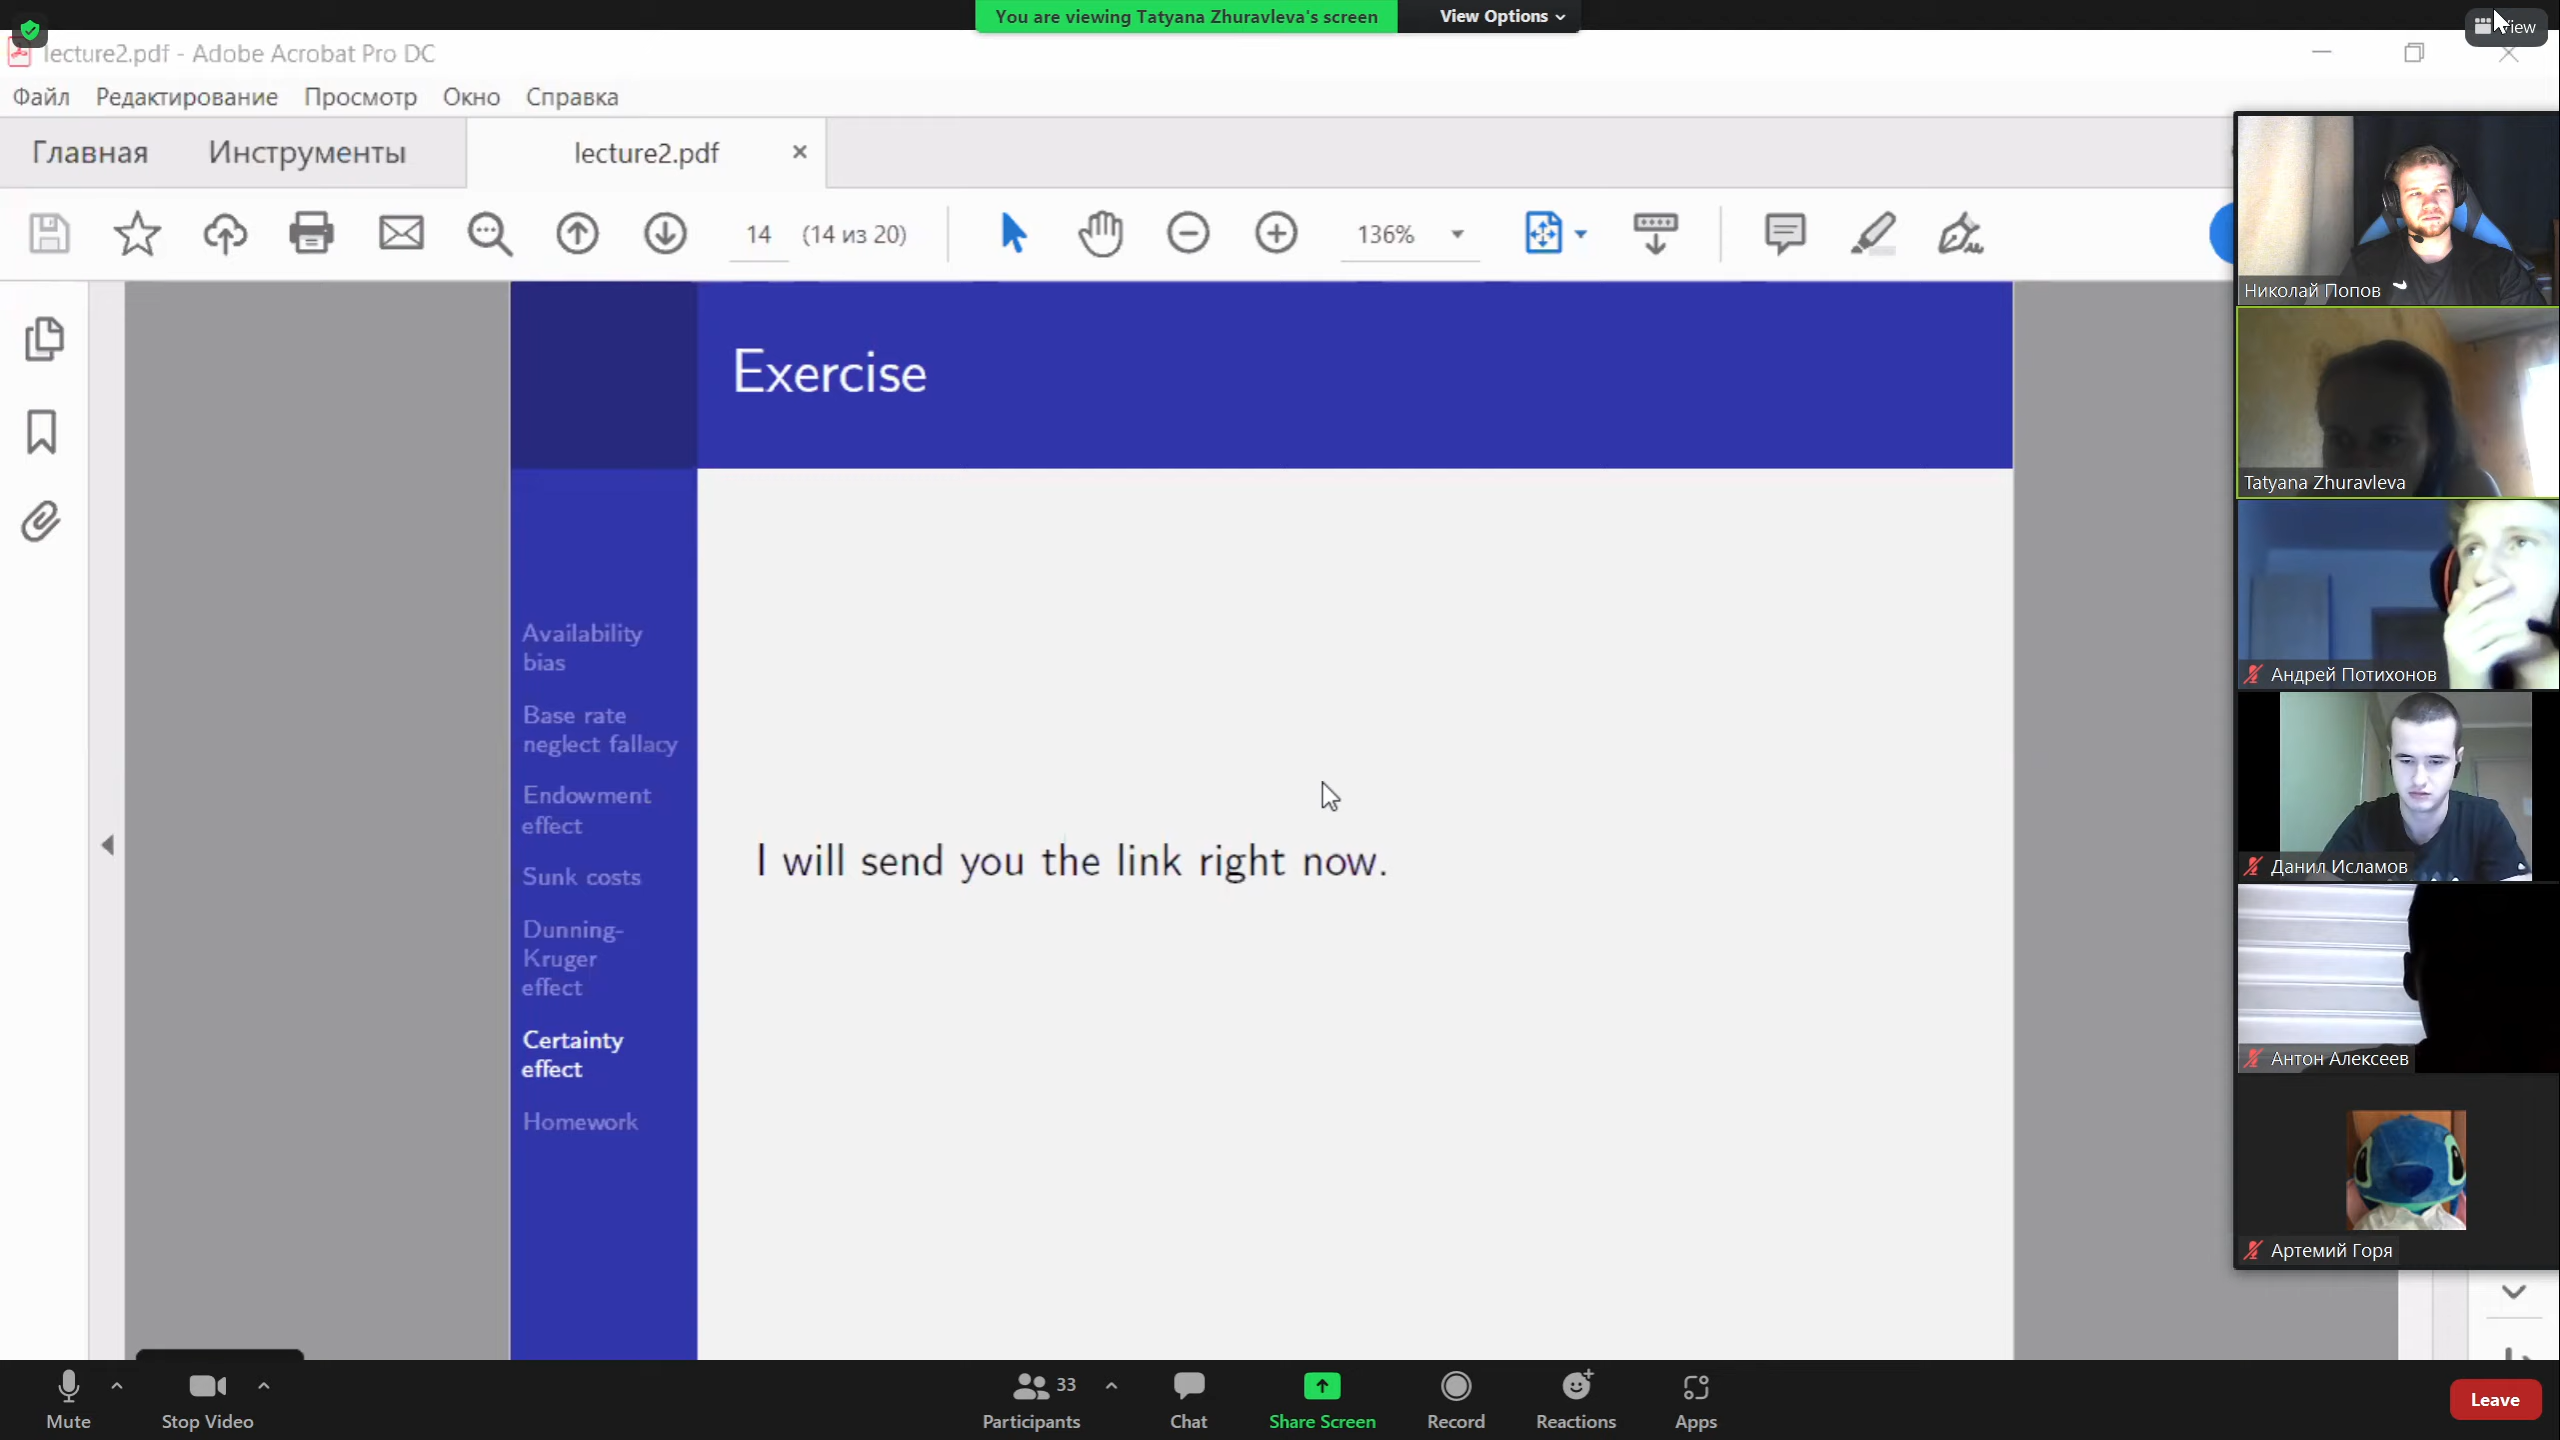 You are viewing Tatyana Zhuravleva's screen
View Options
lecture2.pdf - Adobe Acrobat Pro DC
Файл Редактирование Просмотр Окно Справка
Главная Инструменты lecture2.pdf
14 (14 из 20) 136%
Exercise
Availability
bias
Base rate
neglect fallacy
Endowment
effect
Sunk costs
Dunning-
Kruger
effect
Certainty
effect
Homework
I will send you the link right now.
Николай Попов
Tatyana Zhuravleva
Андрей Потихонов
Данил Исламов
Антон Алексеев
Артемий Горя
Mute
Stop Video
Participants 33
Chat
Share Screen
Record
Reactions
Apps
Leave